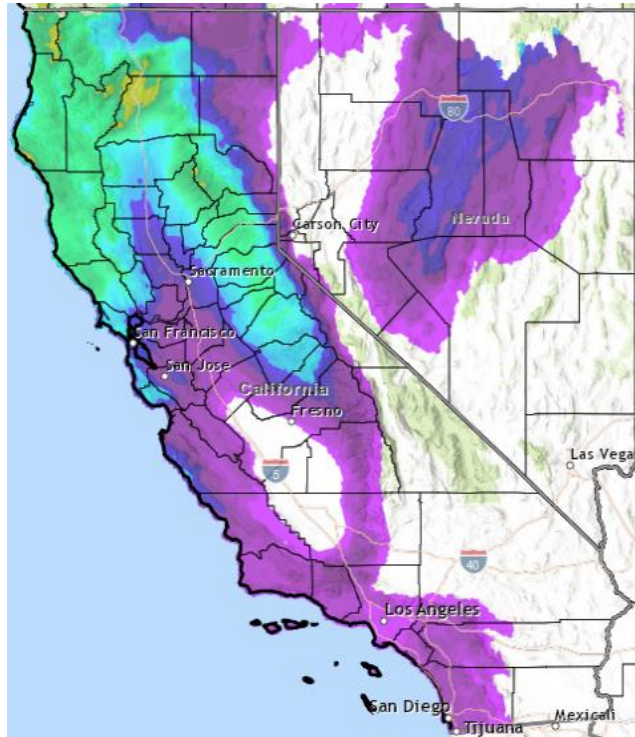 80
Nevada
Carson City
Sacramento
San Francisco
San Jose
California
Fresno
5
Las Vega
40
Los Angeles
San Diego
Mexicali
Tijuana